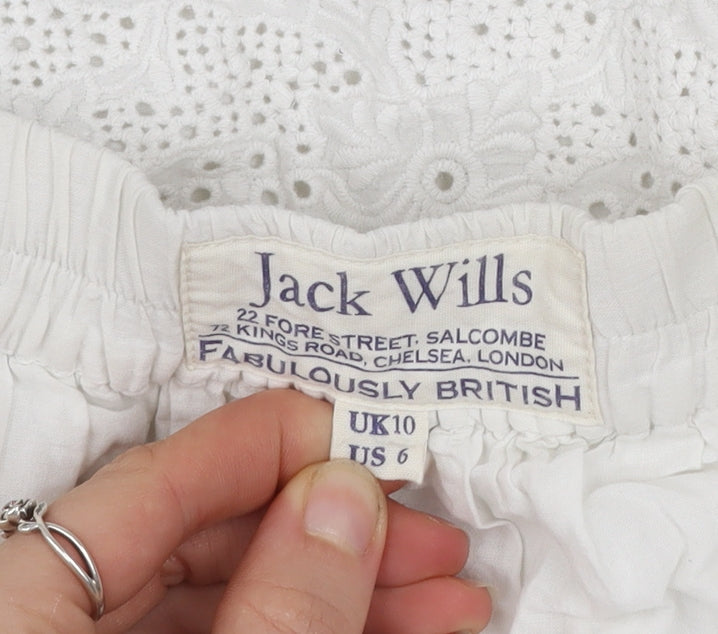 Jack Wills
22 FORE STREET, SALCOMBE
72 KINGS ROAD, CHELSEA, LONDON
FABULOUSLY BRITISH
UK10
US 6